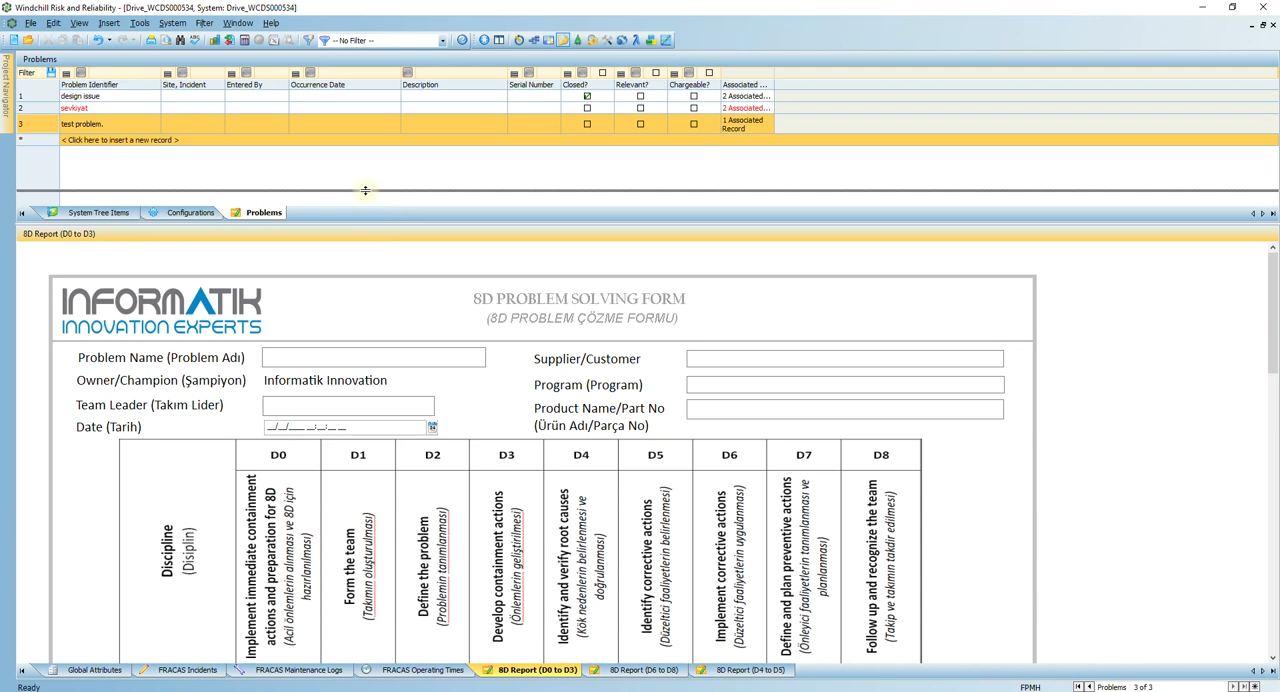 Windchill Risk and Reliability - [Drive_WCDS000534, System: Drive_WCDS000534]
File Edit View Insert Tools System Filter Window Help
-- No Filter --
Project Navigator
Problems
Filter
Problem Identifier Site, Incident Entered By Occurrence Date Description Serial Number Closed? Relevant? Chargeable? Associated ...
1 design issue 2 Associated...
2 sevkiyat 2 Associated...
3 test problem. 1 Associated Record
* < Click here to insert a new record >
System Tree Items Configurations Problems
8D Report (D0 to D3)
INFORMATIK
INNOVATION EXPERTS
8D PROBLEM SOLVING FORM
(8D PROBLEM ÇÖZME FORMU)
Problem Name (Problem Adı)
Supplier/Customer
Owner/Champion (Şampiyon) Informatik Innovation
Program (Program)
Team Leader (Takım Lider)
Product Name/Part No
(Ürün Adı/Parça No)
Date (Tarih) __/__/____ __:__:__ __
D0 D1 D2 D3 D4 D5 D6 D7 D8
Discipline
(Disiplin)
Implement immediate containment
actions and preparation for 8D
(Acil önlemlerin alınması ve 8D için
hazırlanılması)
Form the team
(Takımın oluşturulması)
Define the problem
(Problemin tanımlanması)
Develop containment actions
(Önlemlerin geliştirilmesi)
Identify and verify root causes
(Kök nedenlerin belirlenmesi ve
doğrulanması)
Identify corrective actions
(Düzeltici faaliyetlerin belirlenmesi)
Implement corrective actions
(Düzeltici faaliyetlerin uygulanması)
Define and plan preventive actions
(Önleyici faaliyetlerin tanımlanması ve
planlanması)
Follow up and recognize the team
(Takip ve takımın takdir edilmesi)
Global Attributes FRACAS Incidents FRACAS Maintenance Logs FRACAS Operating Times 8D Report (D0 to D3) 8D Report (D6 to D8) 8D Report (D4 to D5)
Ready FPMH Problems 3 of 3